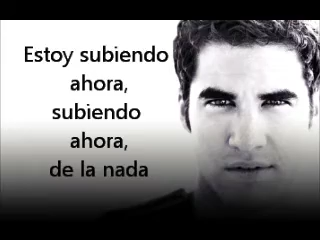 Estoy subiendo
ahora,
subiendo
ahora,
de la nada